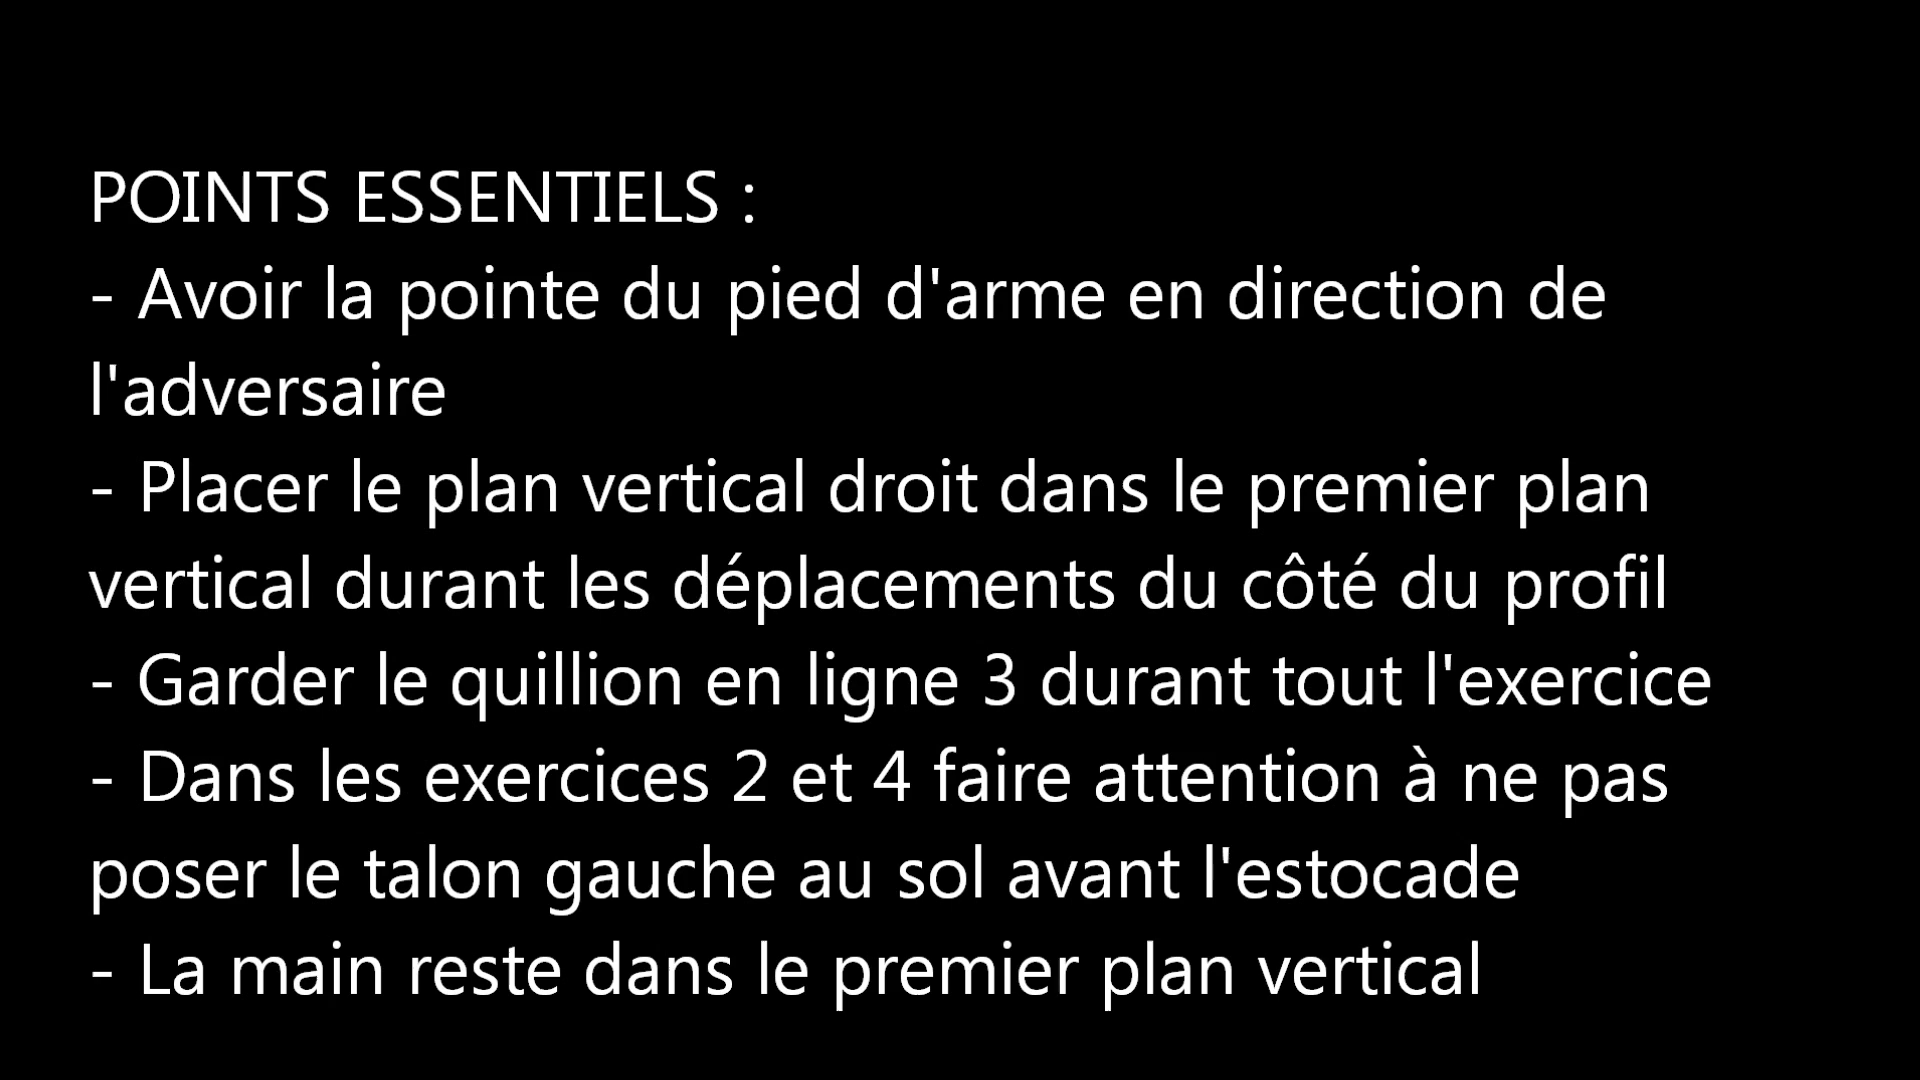 POINTS ESSENTIELS :
- Avoir la pointe du pied d'arme en direction de
l'adversaire
- Placer le plan vertical droit dans le premier plan
vertical durant les déplacements du côté du profil
- Garder le quillion en ligne 3 durant tout l'exercice
- Dans les exercices 2 et 4 faire attention à ne pas
poser le talon gauche au sol avant l'estocade
- La main reste dans le premier plan vertical